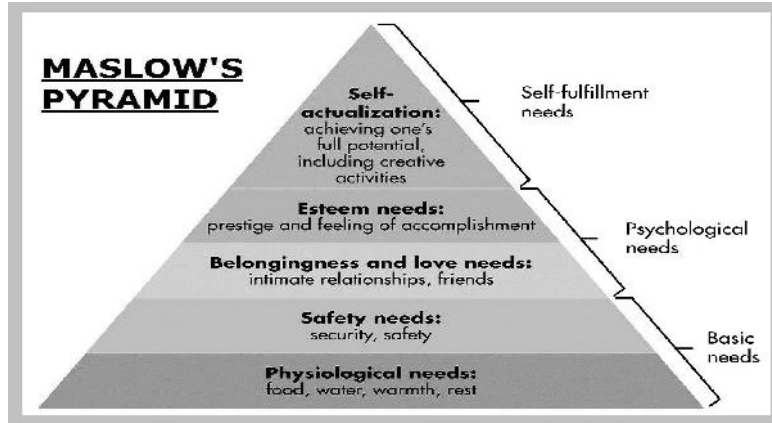 MASLOW'S
PYRAMID
Self-
actualization:
achieving one's
full potential,
including creative
activities
Self-fulfillment
needs
Esteem needs:
prestige and feeling of accomplishment
Psychological
needs
Belongingness and love needs:
intimate relationships, friends
Safety needs:
security, safety
Basic
needs
Physiological needs:
food, water, warmth, rest